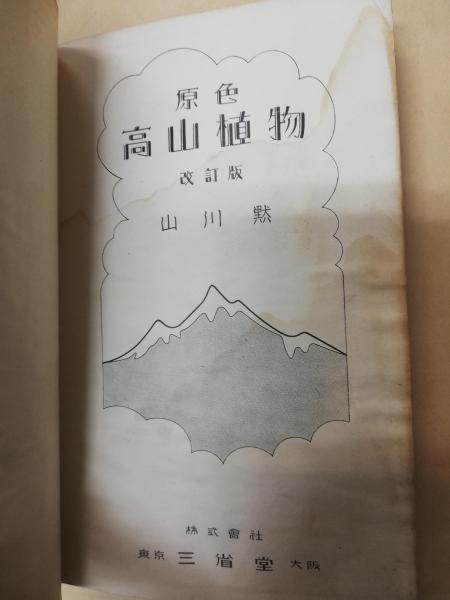 原色
高山植物
改訂版
山川黙
株式會社
東京 三省堂 大阪